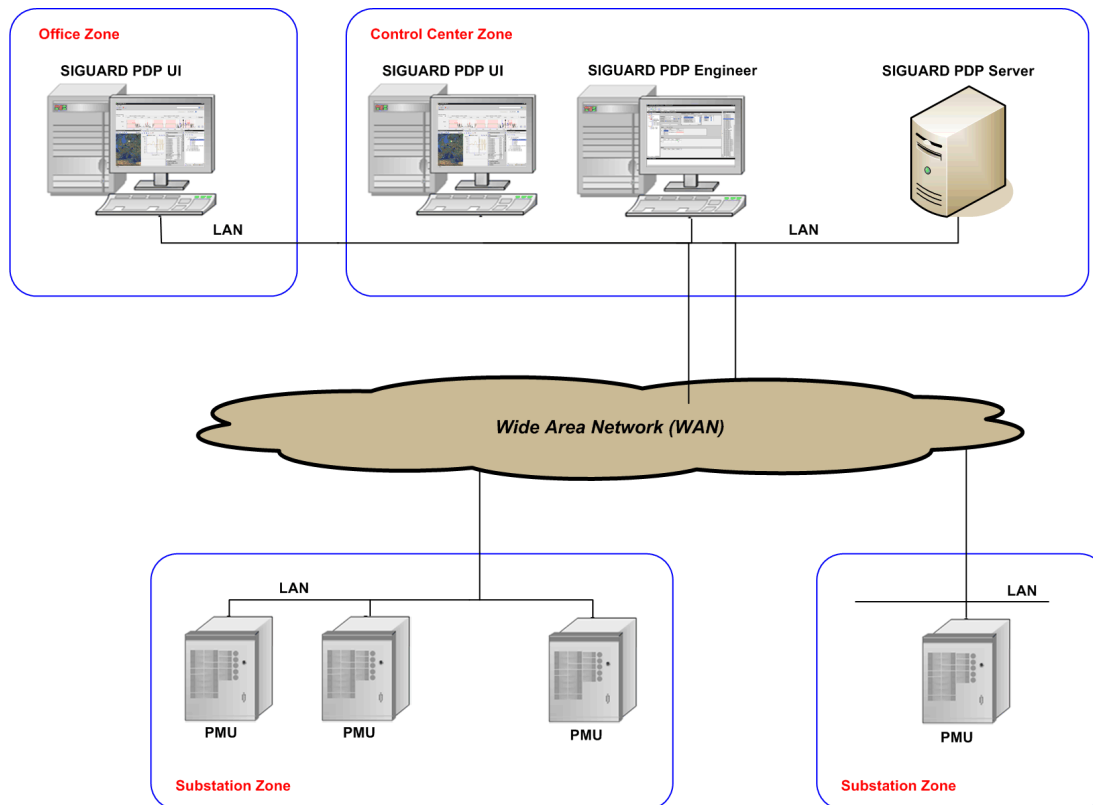 Office Zone
Control Center Zone
SIGUARD PDP UI
SIGUARD PDP UI
SIGUARD PDP Engineer
SIGUARD PDP Server
LAN
LAN
Wide Area Network (WAN)
LAN
LAN
PMU
PMU
PMU
PMU
Substation Zone
Substation Zone